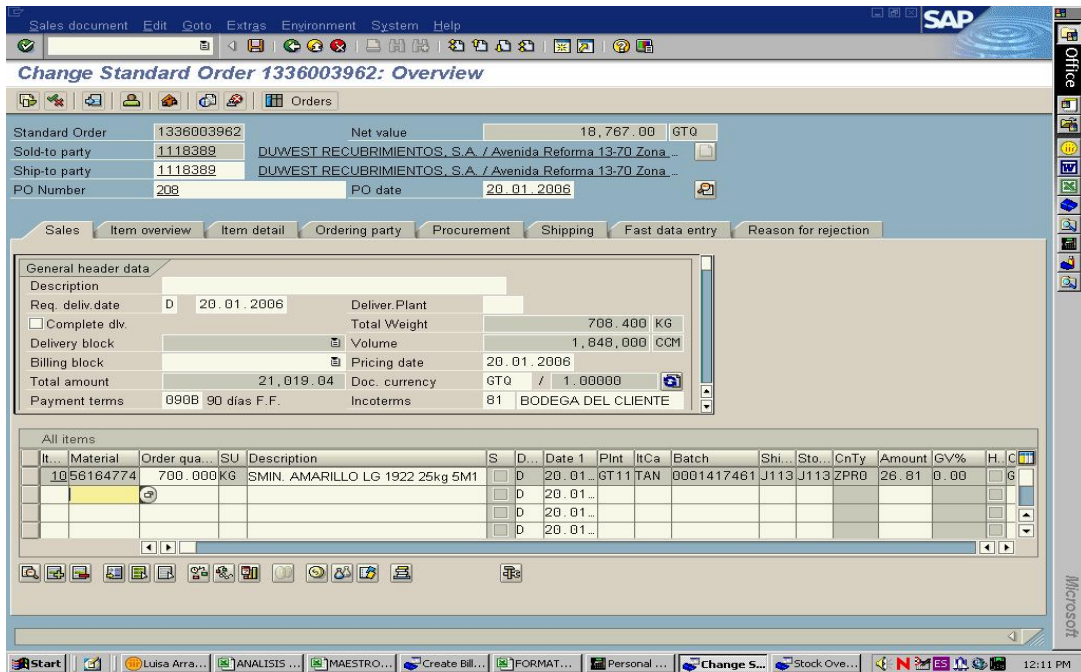 Sales document Edit Goto Extras Environment System Help
SAP
Change Standard Order 1336003962: Overview
Orders
Standard Order 1336003962 Net value 18,767.00 GTQ
Sold-to party 1118389 DUWEST RECUBRIMIENTOS, S.A. / Avenida Reforma 13-70 Zona ...
Ship-to party 1118389 DUWEST RECUBRIMIENTOS, S.A. / Avenida Reforma 13-70 Zona ...
PO Number 208 PO date 20.01.2006
Sales Item overview Item detail Ordering party Procurement Shipping Fast data entry Reason for rejection
General header data
Description
Req. deliv.date D 20.01.2006 Deliver.Plant
Complete dlv. Total Weight 708.400 KG
Delivery block Volume 1,848,000 CCM
Billing block Pricing date 20.01.2006
Total amount 21,019.04 Doc. currency GTQ / 1.00000
Payment terms 090B 90 días F.F. Incoterms 81 BODEGA DEL CLIENTE
All items
It... Material Order qua... SU Description S D... Date 1 Plnt ItCa Batch Shi... Sto... CnTy Amount GV% H.. C
10 56164774 700.000 KG SMIN. AMARILLO LG 1922 25kg 5M1 D 20.01... GT11 TAN 0001417461 J113 J113 ZPR0 26.81 0.00 G
D 20.01...
D 20.01...
D 20.01...
Office
Microsoft
Start Luisa Arra... ANALISIS ... MAESTRO... Create Bill... FORMAT... Personal ... Change S... Stock Ove... N ES 12:11 PM